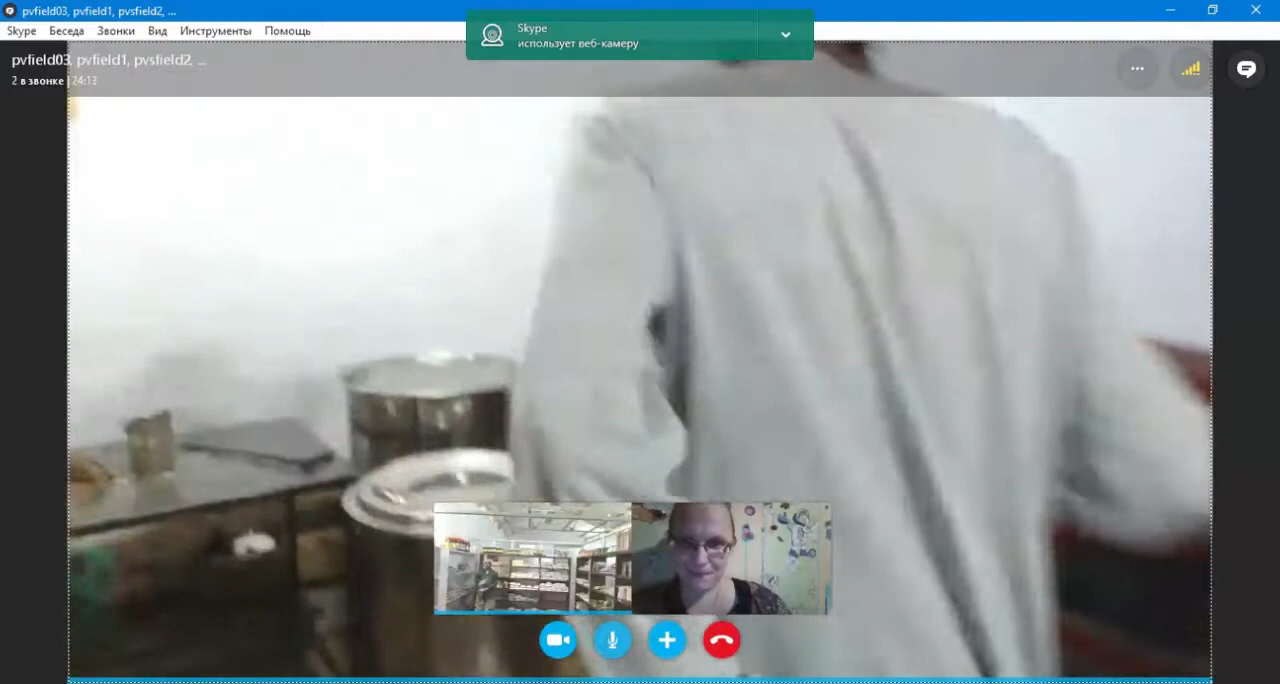 pvfield03, pvfield1, pvsfield2, ...
Skype Беседа Звонки Вид Инструменты Помощь
Skype
использует веб-камеру
pvfield03, pvfield1, pvsfield2, ...
2 в звонке | 24:13